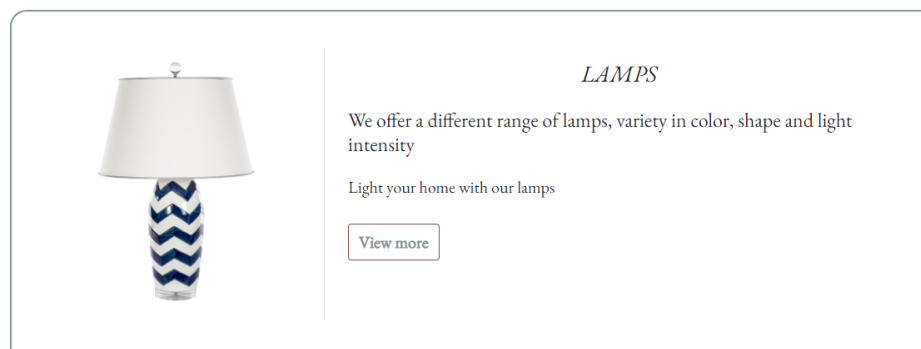 LAMPS
We offer a different range of lamps, variety in color, shape and light
intensity
Light your home with our lamps
View more